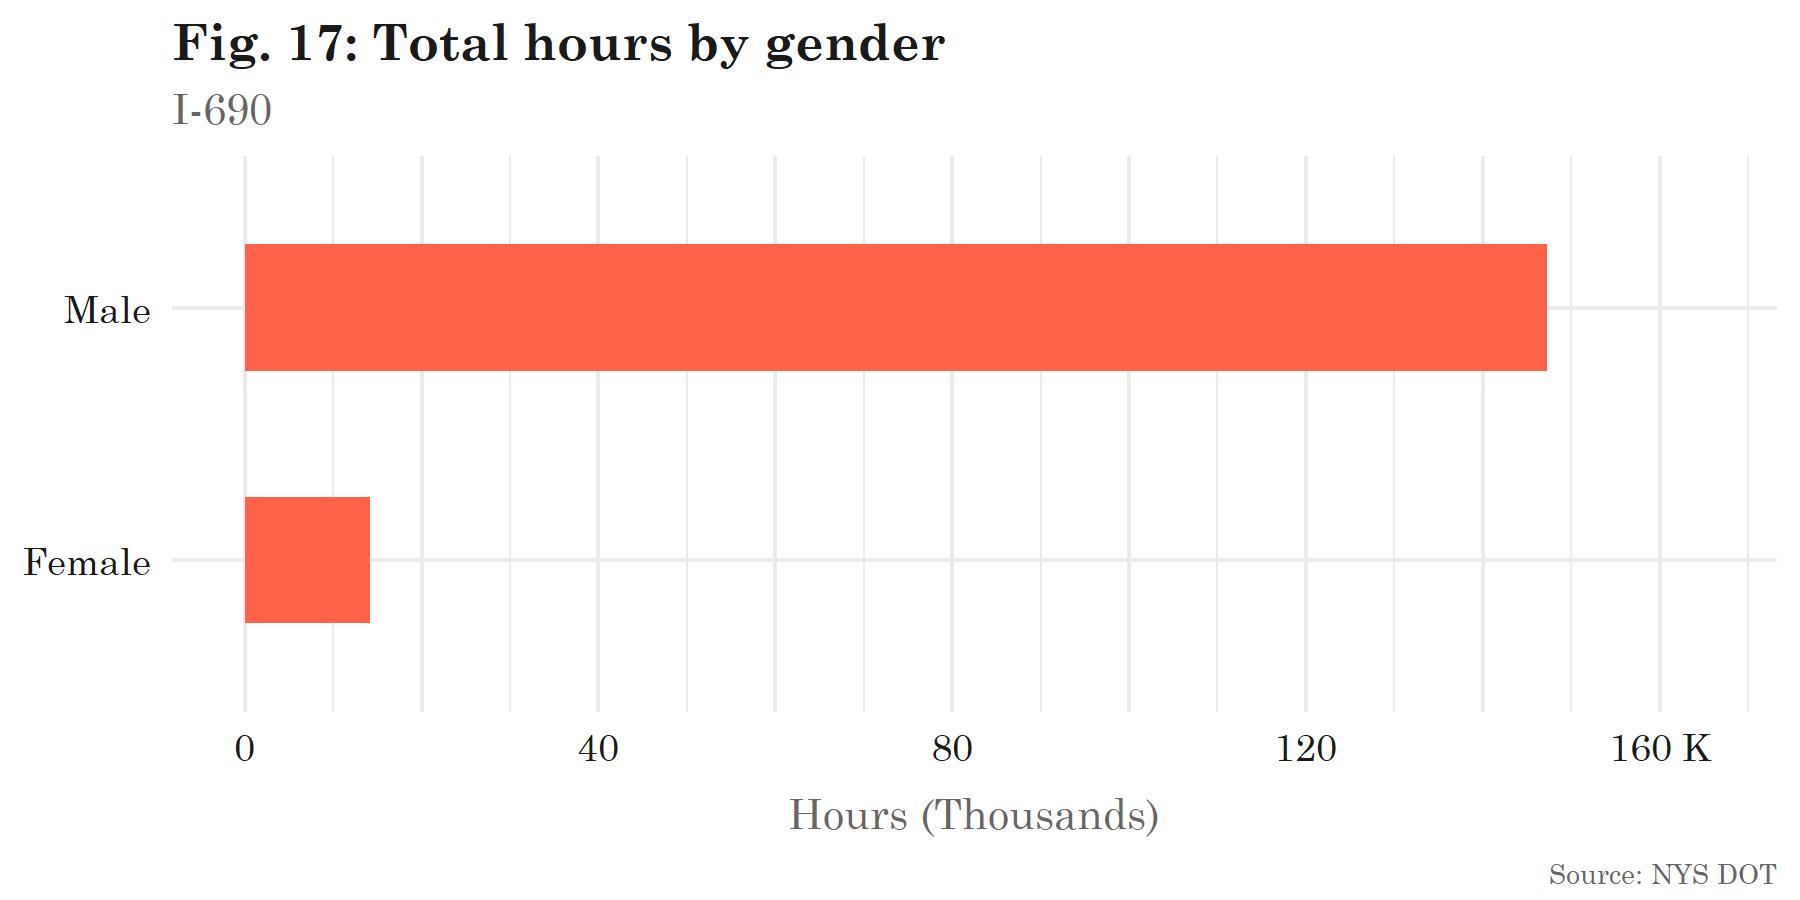 Fig. 17: Total hours by gender
I-690
Male
Female
0 40 80 120 160 K
Hours (Thousands)
Source: NYS DOT